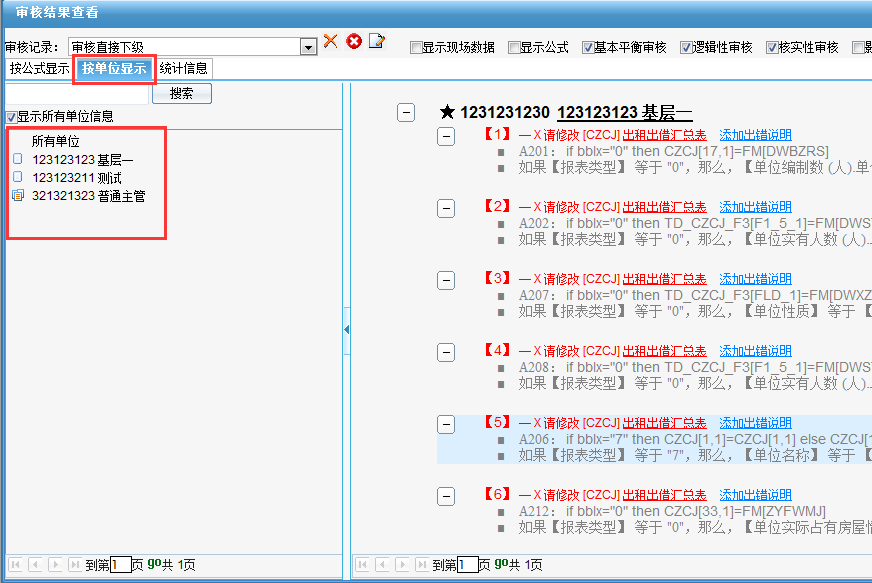 审核结果查看
审核记录: 审核直接下级 显示现场数据 显示公式 基本平衡审核 逻辑性审核 核实性审核
按公式显示 按单位显示 统计信息
搜索
显示所有单位信息
所有单位
123123123 基层一
123123211 测试
321321323 普通主管
到第1页 go共 1页
★ 1231231230 123123123 基层一
【1】 —X请修改 [CZCJ] 出租出借汇总表 添加出错说明
■ A201: if bblx="0" then CZCJ[17,1]=FM[DWBZRS]
■ 如果【报表类型】 等于 "0", 那么, 【单位编制数 (人).单
【2】 —X请修改 [CZCJ] 出租出借汇总表 添加出错说明
■ A202: if bblx="0" then TD_CZCJ_F3[F1_5_1]=FM[DWS
■ 如果【报表类型】 等于 "0", 那么, 【单位实有人数 (人).
【3】 —X请修改 [CZCJ] 出租出借汇总表 添加出错说明
■ A207: if bblx="0" then TD_CZCJ_F3[FLD_1]=FM[DWXZ
■ 如果【报表类型】 等于 "0", 那么, 【单位性质】 等于 【
【4】 —X请修改 [CZCJ] 出租出借汇总表 添加出错说明
■ A208: if bblx="0" then TD_CZCJ_F3[F1_5_1]=FM[DWS
■ 如果【报表类型】 等于 "0", 那么, 【单位实有人数 (人).
【5】 —X请修改 [CZCJ] 出租出借汇总表 添加出错说明
■ A206: if bblx="7" then CZCJ[1,1]=CZCJ[1,1] else CZCJ[1
■ 如果【报表类型】 等于 "7", 那么, 【单位名称】 等于 【
【6】 —X请修改 [CZCJ] 出租出借汇总表 添加出错说明
■ A212: if bblx="0" then CZCJ[33,1]=FM[ZYFWMJ]
■ 如果【报表类型】 等于 "0", 那么, 【单位实际占有房屋情
到第1页 go共 1页